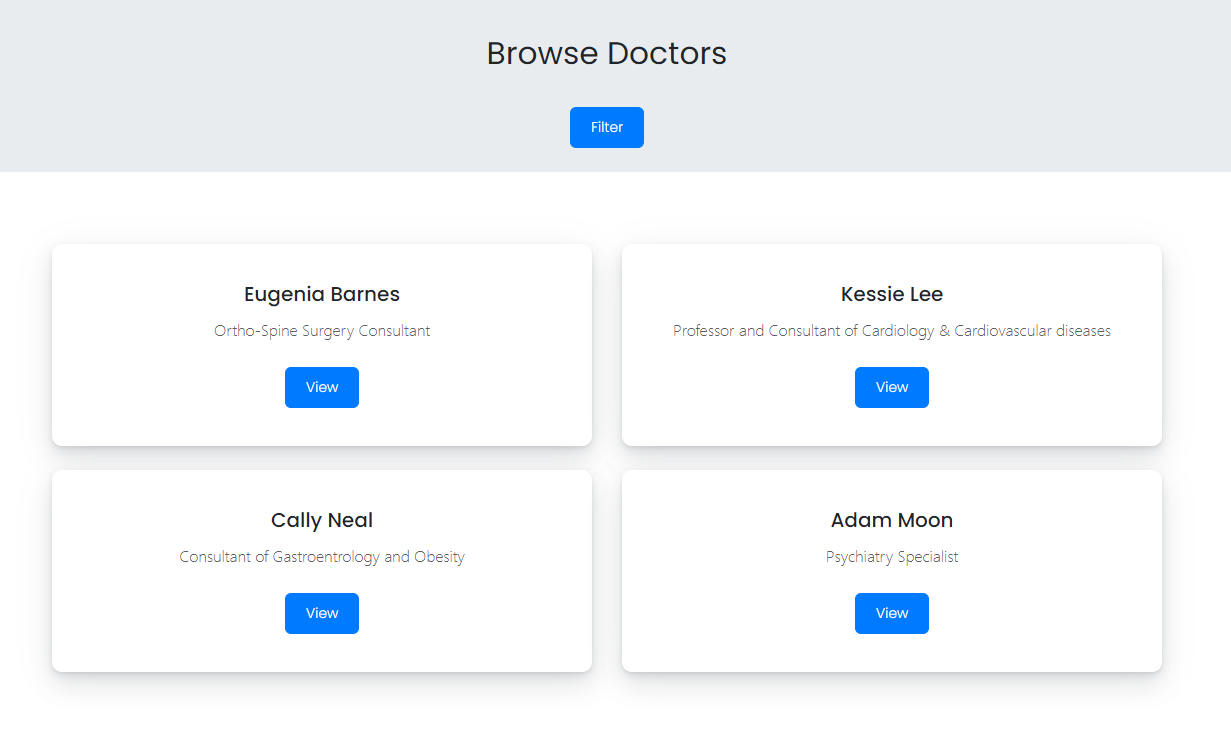 Browse Doctors
Filter
Eugenia Barnes
Ortho-Spine Surgery Consultant
View
Kessie Lee
Professor and Consultant of Cardiology & Cardiovascular diseases
View
Cally Neal
Consultant of Gastroentrology and Obesity
View
Adam Moon
Psychiatry Specialist
View